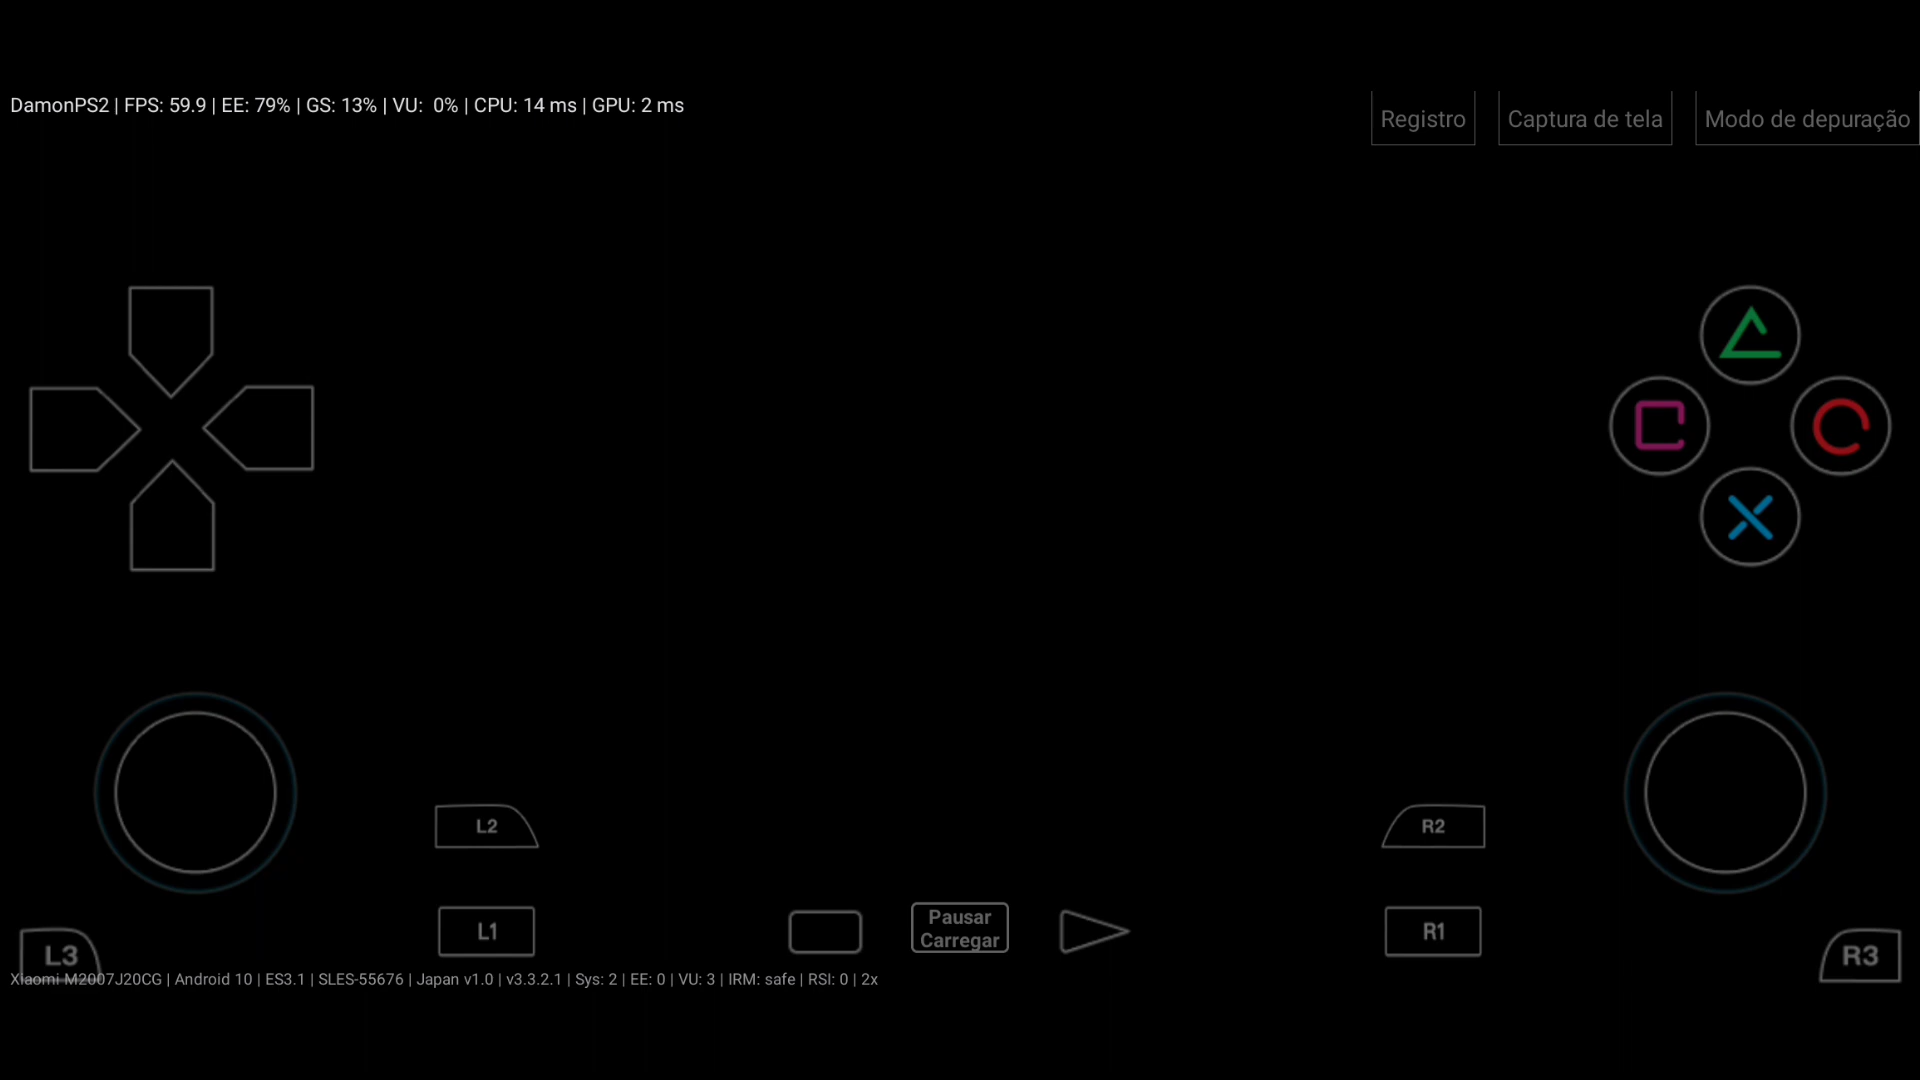 DamonPS2 | FPS: 59.9 | EE: 79% | GS: 13% | VU:  0% | CPU: 14 ms | GPU: 2 ms
Registro
Captura de tela
Modo de depuração
L2
R2
L1
Pausar
Carregar
R1
L3
R3
Xiaomi M2007J20CG | Android 10 | ES3.1 | SLES-55676 | Japan v1.0 | v3.3.2.1 | Sys: 2 | EE: 0 | VU: 3 | IRM: safe | RSI: 0 | 2x